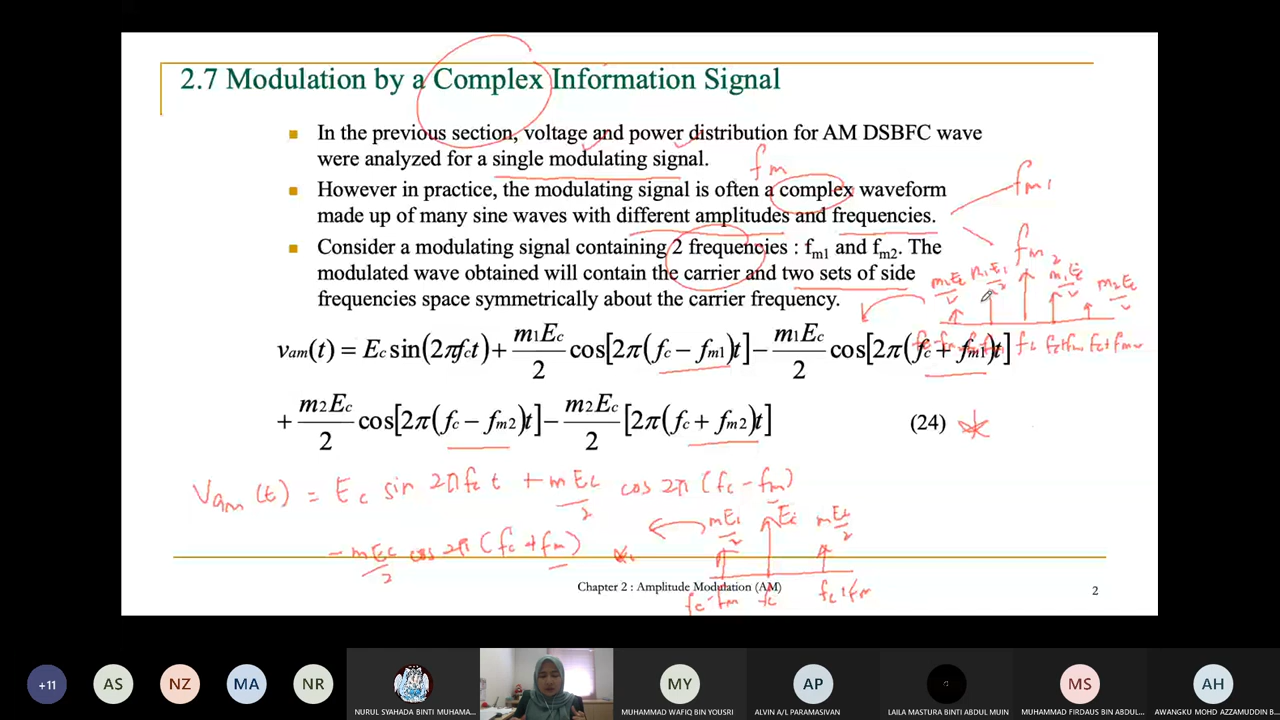 2.7 Modulation by a Complex Information Signal
In the previous section, voltage and power distribution for AM DSBFC wave
were analyzed for a single modulating signal.
fm
However in practice, the modulating signal is often a complex waveform
made up of many sine waves with different amplitudes and frequencies.
fm1
fm2
Consider a modulating signal containing 2 frequencies : fm1 and fm2. The
modulated wave obtained will contain the carrier and two sets of side
frequencies space symmetrically about the carrier frequency.
vam(t) = Ec sin(2πfct) + m1Ec/2 cos[2π(fc − fm1)t] − m1Ec/2 cos[2π(fc + fm1)t]
+ m2Ec/2 cos[2π(fc − fm2)t] − m2Ec/2 [2π(fc + fm2)t]
(24)
Vam(t) = Ec sin 2πfc t + mEc/2 cos 2π (fc - fm)
- mEc/2 cos 2π (fc + fm)
Ec
mEc/2
fc-fm fc fc+fm
Chapter 2 : Amplitude Modulation (AM)
2
+11
AS
NZ
MA
NR
NURUL SYAHADA BINTI MUHAMA...
MY
MUHAMMAD WAFIQ BIN YOUSRI
AP
ALVIN A/L PARAMASIVAN
LAILA MASTURA BINTI ABDUL MUIN
MS
MUHAMMAD FIRDAUS BIN ABDUL...
AH
AWANGKU MOHD AZZAMUDDIN B...